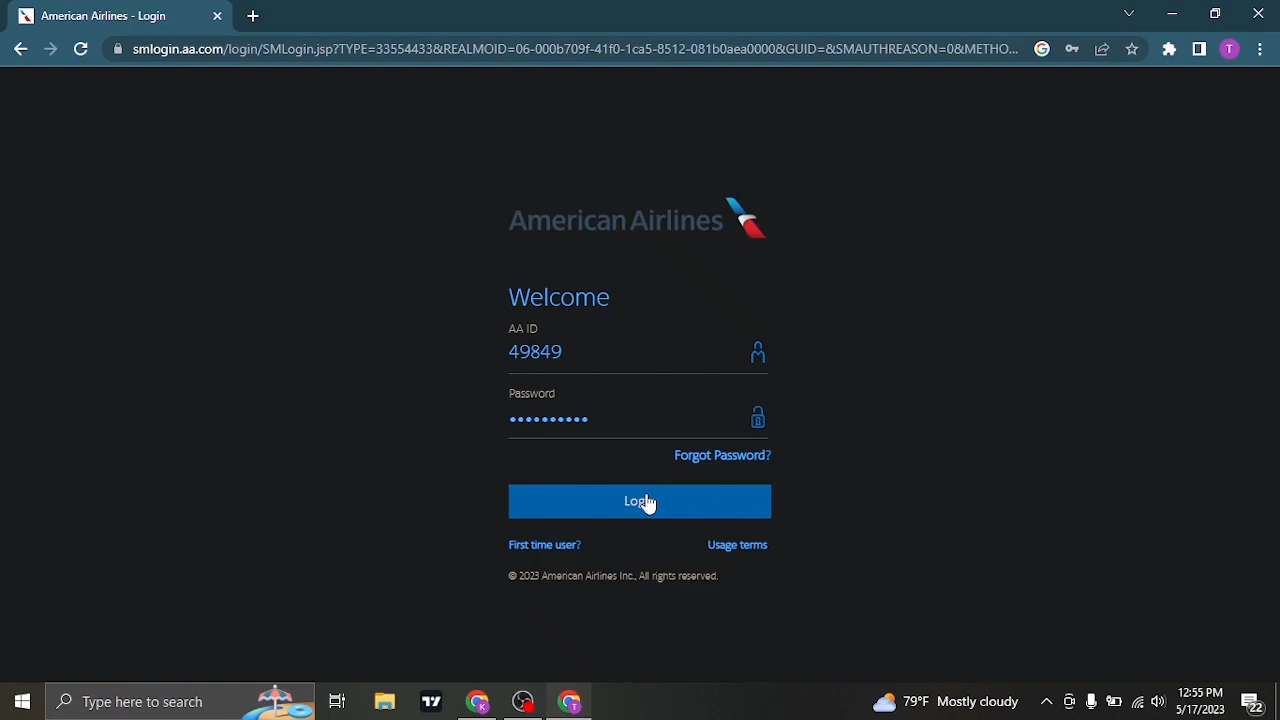 American Airlines - Login
smlogin.aa.com/login/SMLogin.jsp?TYPE=33554433&REALMOID=06-000b709f-41f0-1ca5-8512-081b0aea0000&GUID=&SMAUTHREASON=0&METHO...
T
American Airlines
Welcome
AA ID
49849
Password
Forgot Password?
Login
First time user?
Usage terms
© 2023 American Airlines Inc., All rights reserved.
Type here to search
K
T
79°F Mostly cloudy
12:55 PM
5/17/2023
22